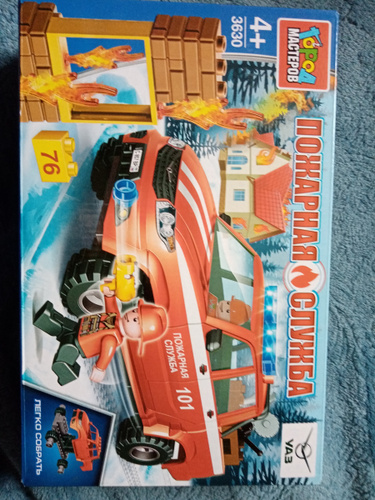 ГОРОД
МАСТЕРОВ
4+
3630
ПОЖАРНАЯ СЛУЖБА
76
ПОЖАРНАЯ
СЛУЖБА
101
УАЗ
ЛЕГКО СОБРАТЬ